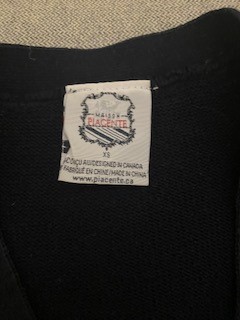 MAISON
PIACENTE
XS
CONÇU AU/DESIGNED IN CANADA
FABRIQUÉ EN CHINE/MADE IN CHINA
www.piacente.ca